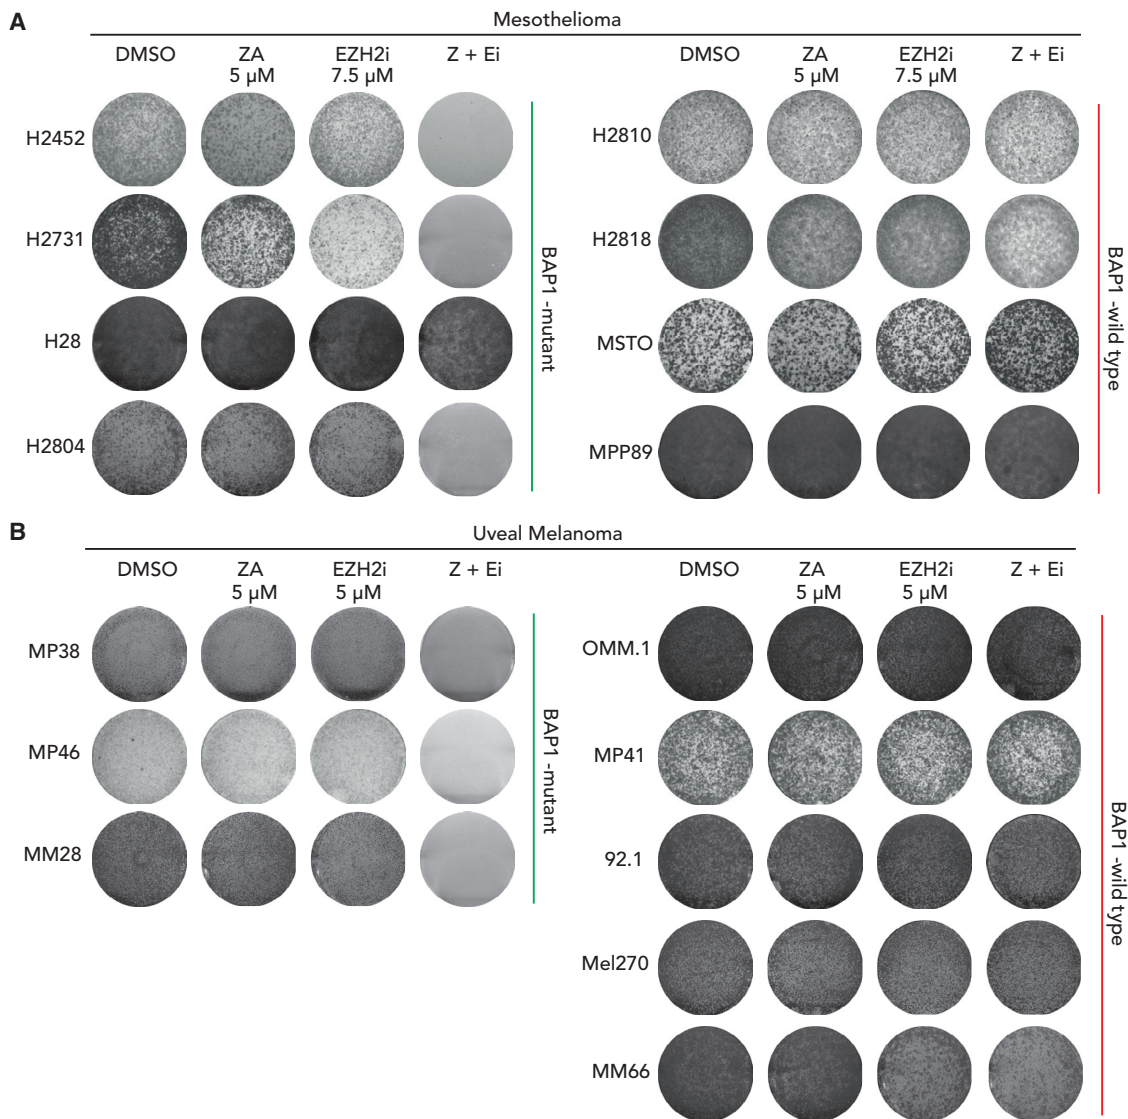 A
Mesothelioma
DMSO ZA EZH2i Z + Ei
5 µM 7.5 µM
H2452
H2731
H28
H2804
BAP1 -mutant
DMSO ZA EZH2i Z + Ei
5 µM 7.5 µM
H2810
H2818
MSTO
MPP89
BAP1 -wild type
B
Uveal Melanoma
DMSO ZA EZH2i Z + Ei
5 µM 5 µM
MP38
MP46
MM28
BAP1 -mutant
DMSO ZA EZH2i Z + Ei
5 µM 5 µM
OMM.1
MP41
92.1
Mel270
MM66
BAP1 -wild type